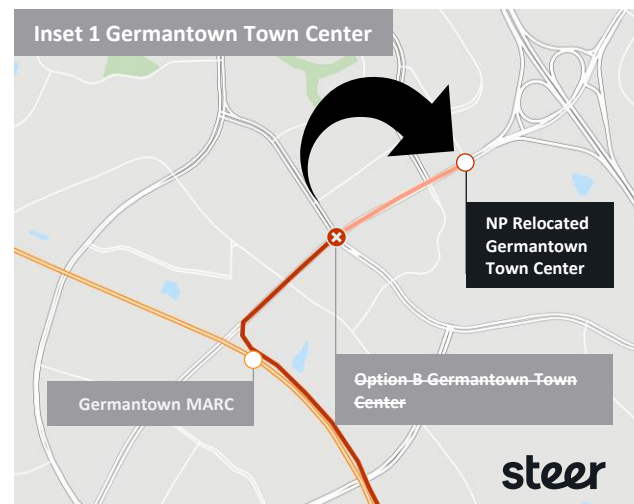 Inset 1 Germantown Town Center
NP Relocated
Germantown
Town Center
Option B Germantown Town
Center
Germantown MARC
steer